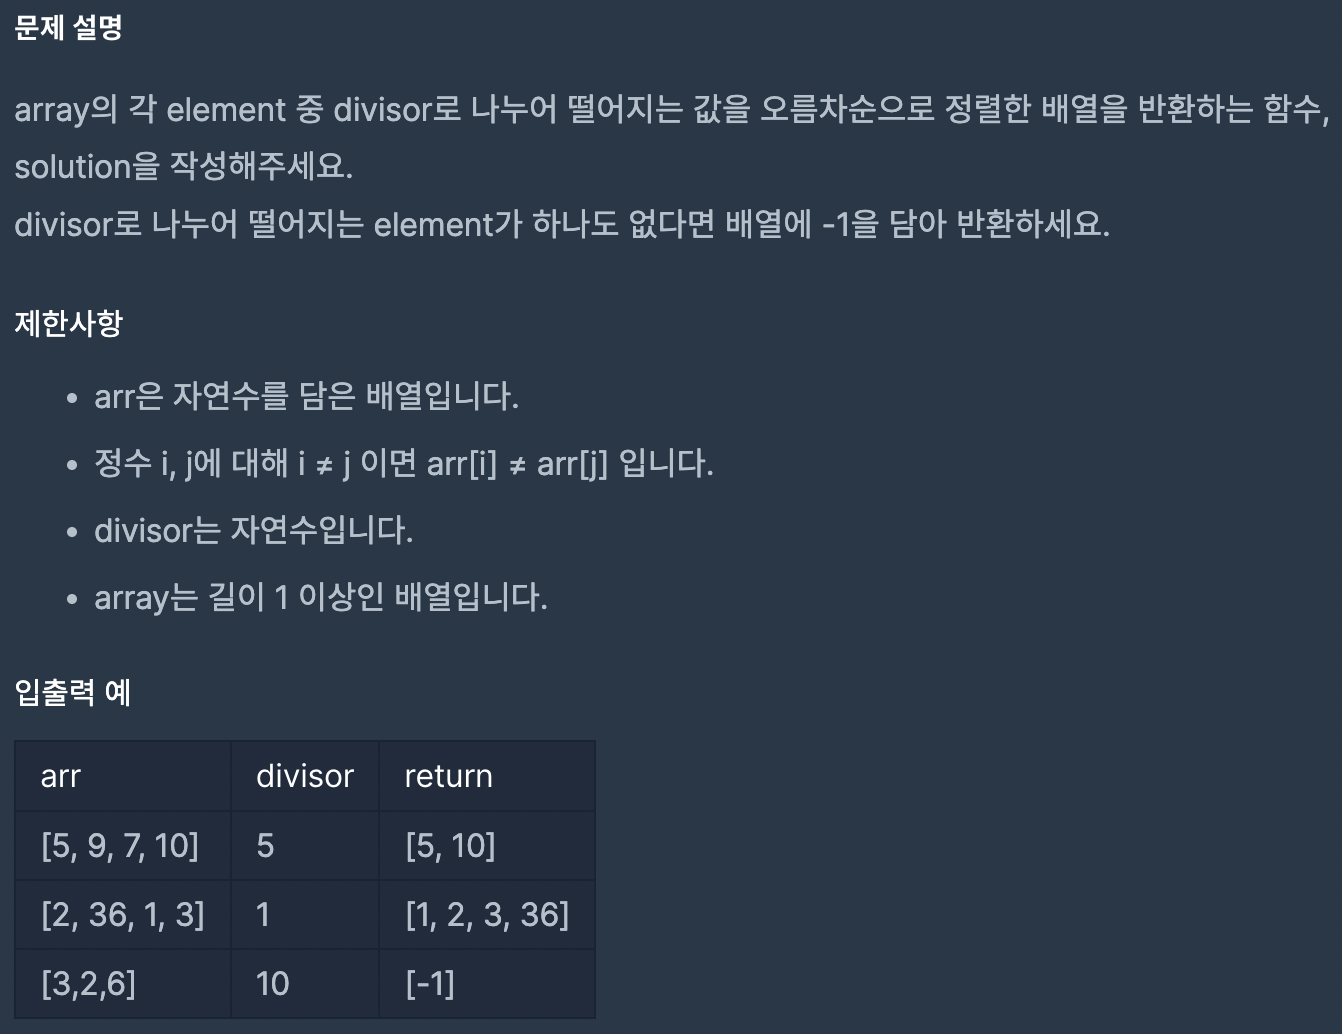 문제 설명
array의 각 element 중 divisor로 나누어 떨어지는 값을 오름차순으로 정렬한 배열을 반환하는 함수,
solution을 작성해주세요.
divisor로 나누어 떨어지는 element가 하나도 없다면 배열에 -1을 담아 반환하세요.
제한사항
• arr은 자연수를 담은 배열입니다.
• 정수 i, j에 대해 i ≠ j 이면 arr[i] ≠ arr[j] 입니다.
• divisor는 자연수입니다.
• array는 길이 1 이상인 배열입니다.
입출력 예
arr divisor return
[5, 9, 7, 10] 5 [5, 10]
[2, 36, 1, 3] 1 [1, 2, 3, 36]
[3,2,6] 10 [-1]